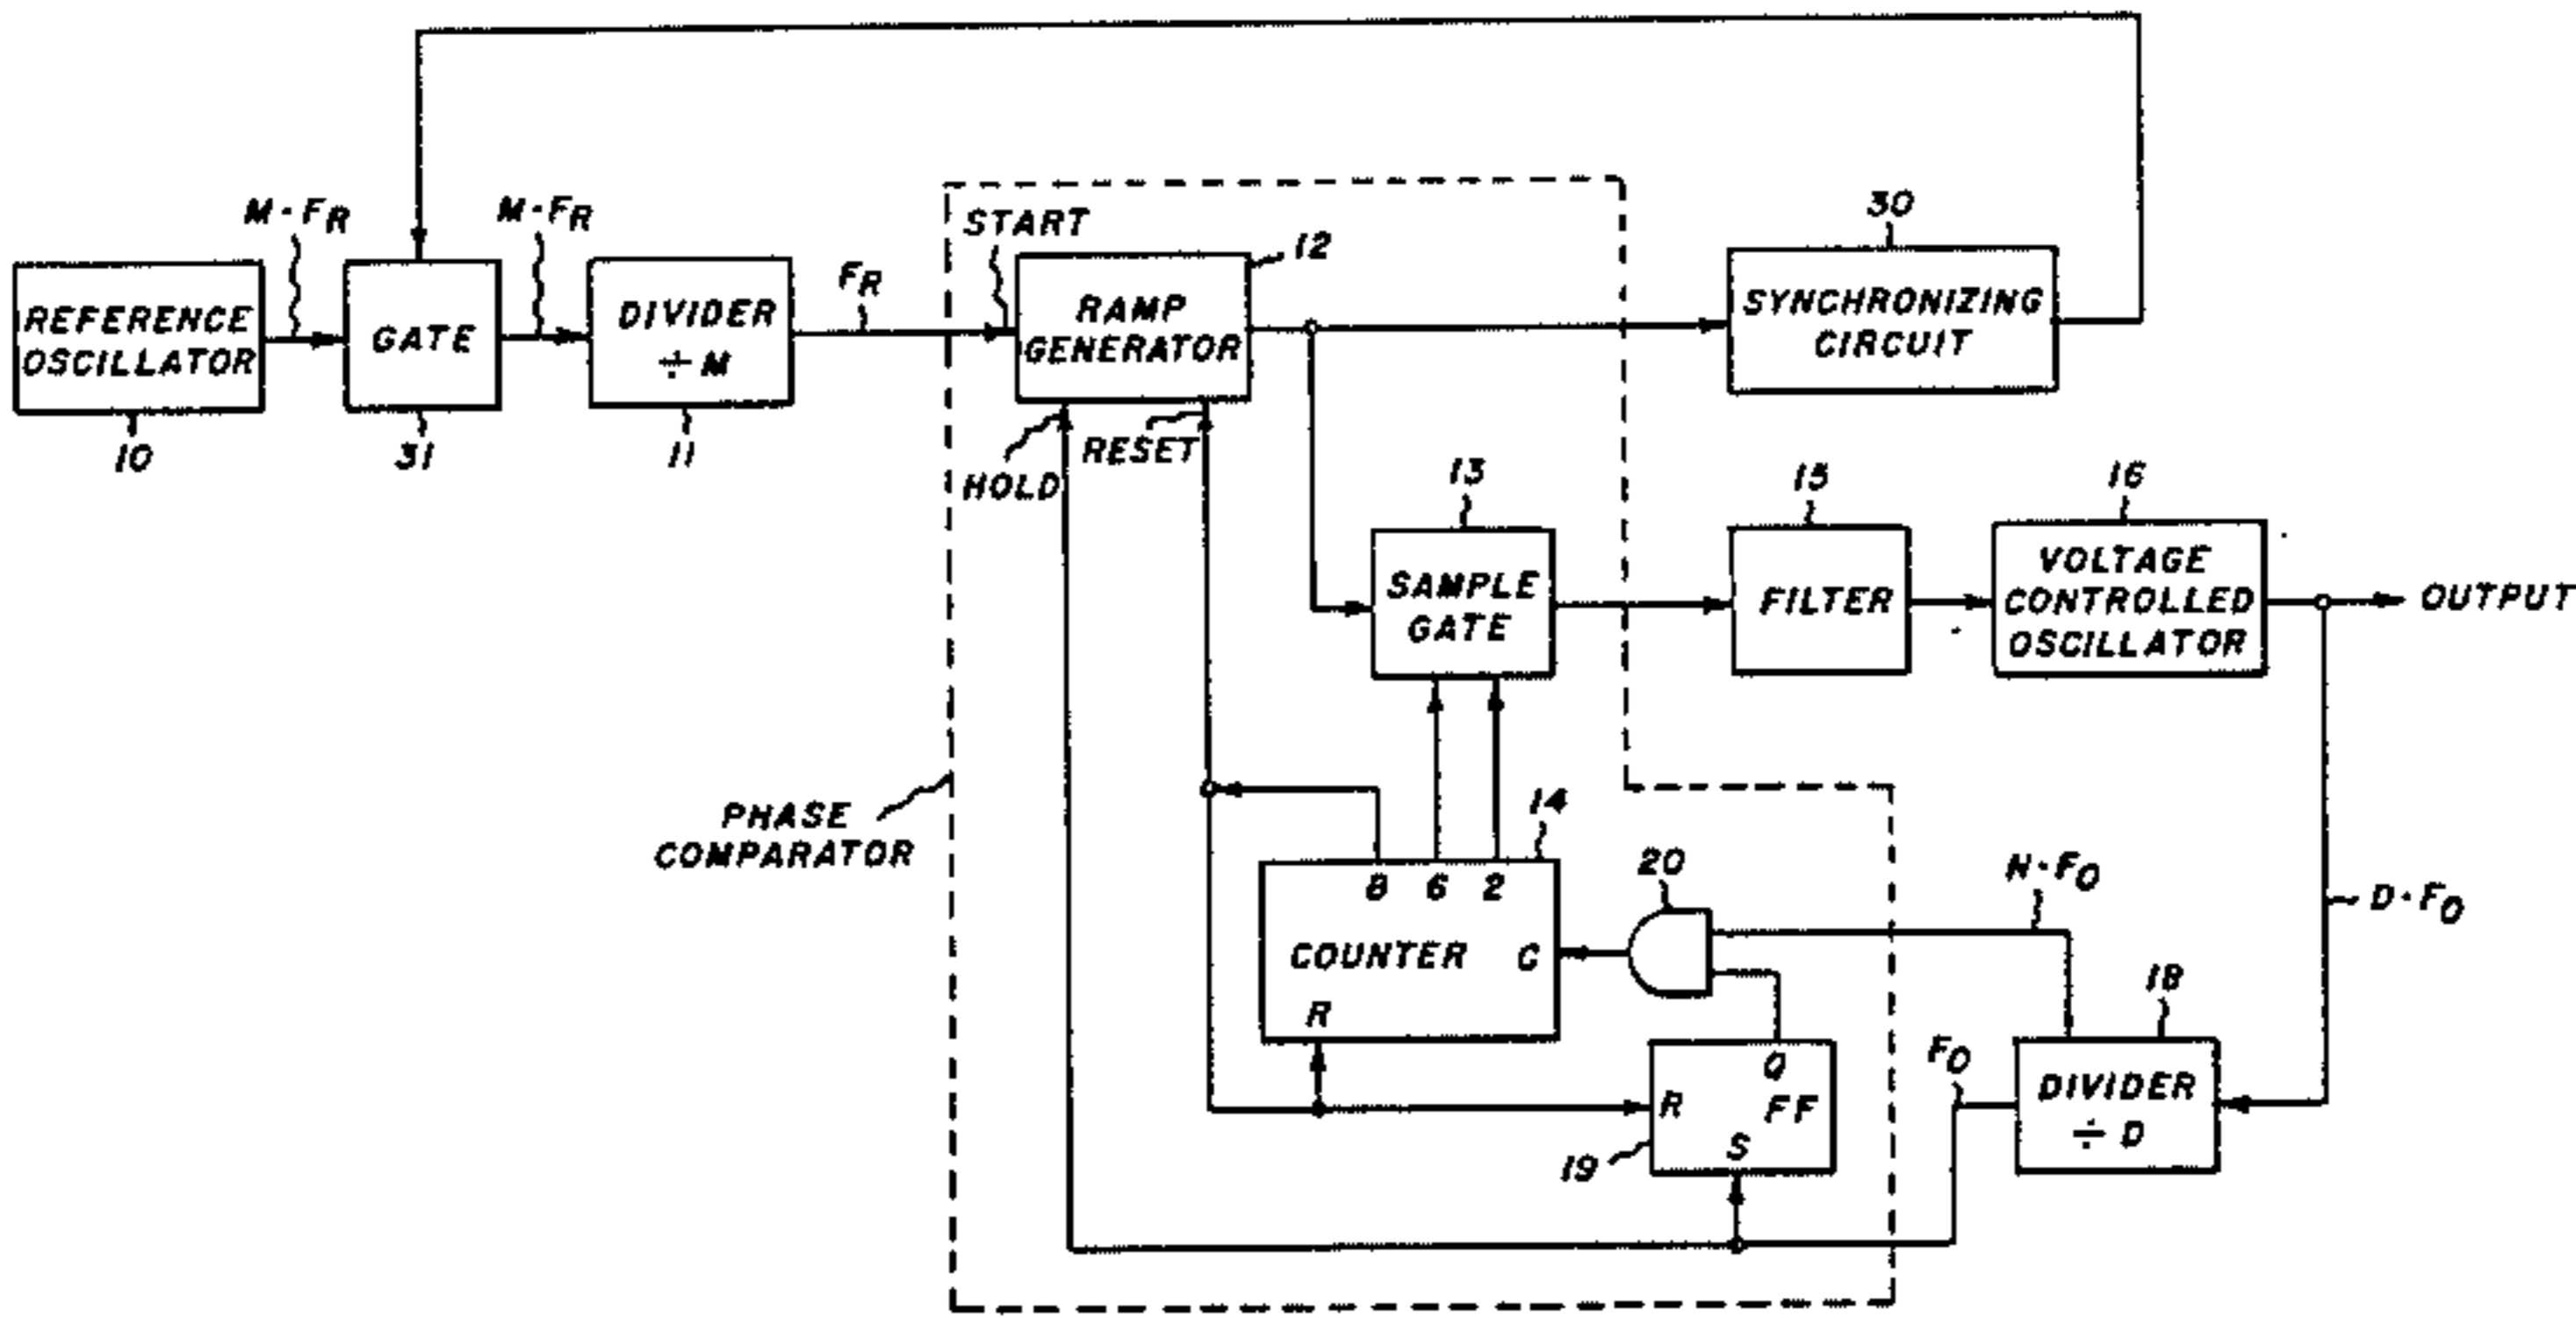 M·FR
M·FR
START
12
30
FR
REFERENCE
OSCILLATOR
GATE
DIVIDER
÷ M
RAMP
GENERATOR
SYNCHRONIZING
CIRCUIT
10
31
11
HOLD
RESET
13
15
16
SAMPLE
GATE
FILTER
VOLTAGE
CONTROLLED
OSCILLATOR
OUTPUT
PHASE
COMPARATOR
14
8 6 2
COUNTER C
R
20
N·FO
D·FO
18
FO
DIVIDER
÷ D
Q
R FF
S
19